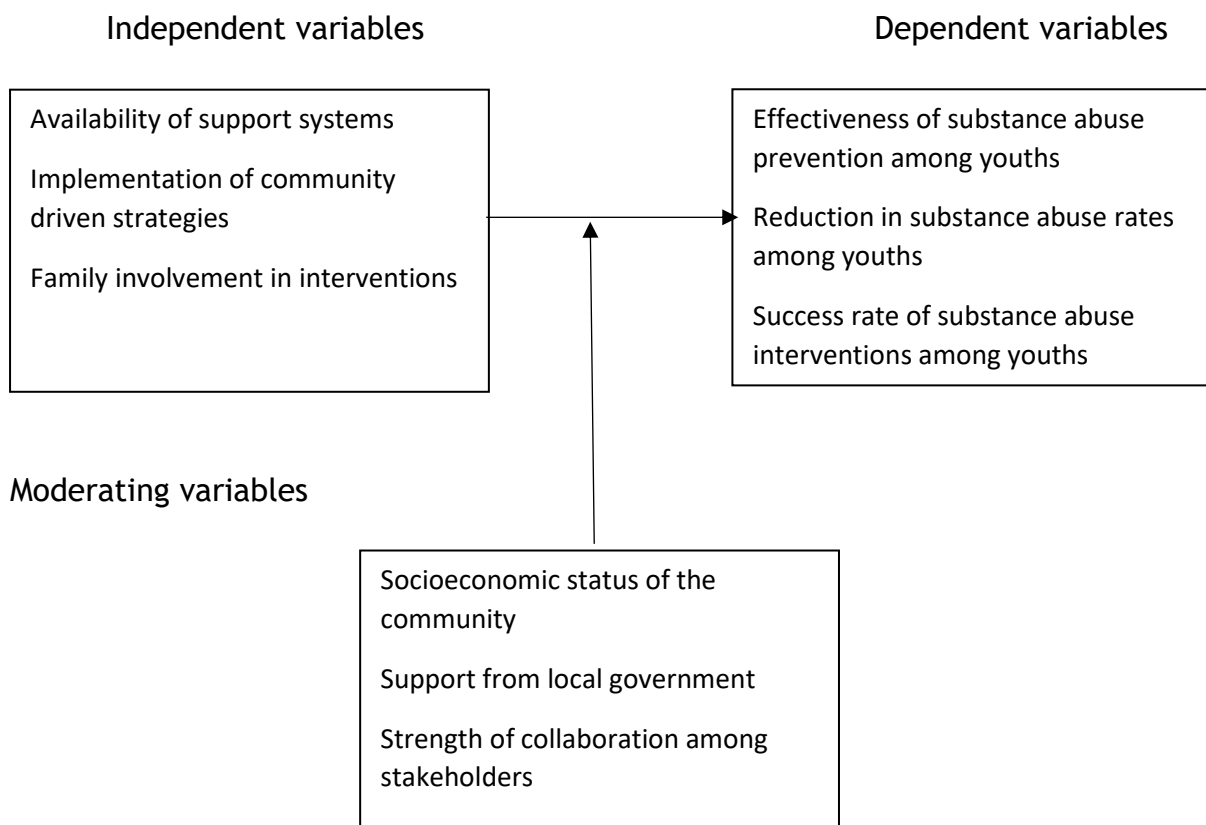 Independent variables
Dependent variables
Availability of support systems
Implementation of community
driven strategies
Family involvement in interventions
Effectiveness of substance abuse
prevention among youths
Reduction in substance abuse rates
among youths
Success rate of substance abuse
interventions among youths
Moderating variables
Socioeconomic status of the
community
Support from local government
Strength of collaboration among
stakeholders